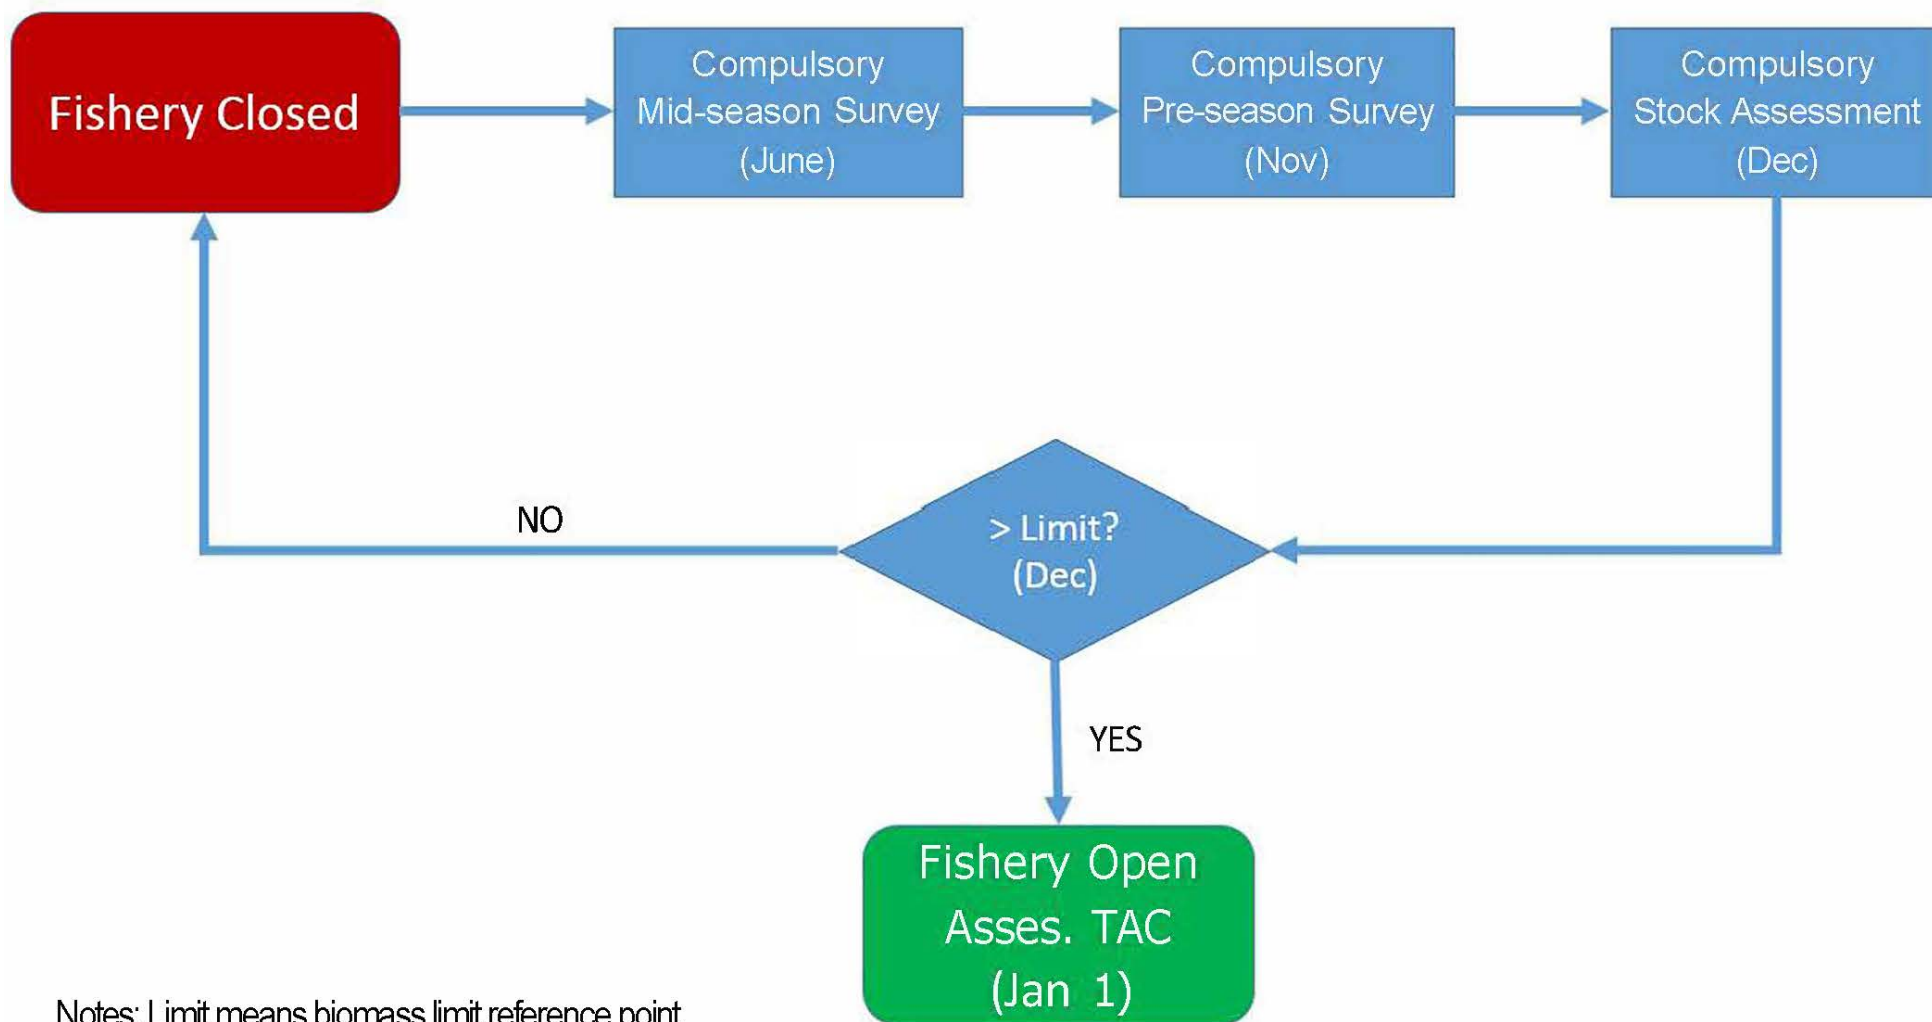 Fishery Closed
Compulsory
Mid-season Survey
(June)
Compulsory
Pre-season Survey
(Nov)
Compulsory
Stock Assessment
(Dec)
NO
> Limit?
(Dec)
YES
Fishery Open
Asses. TAC
(Jan 1)
Notes: Limit means biomass limit reference point